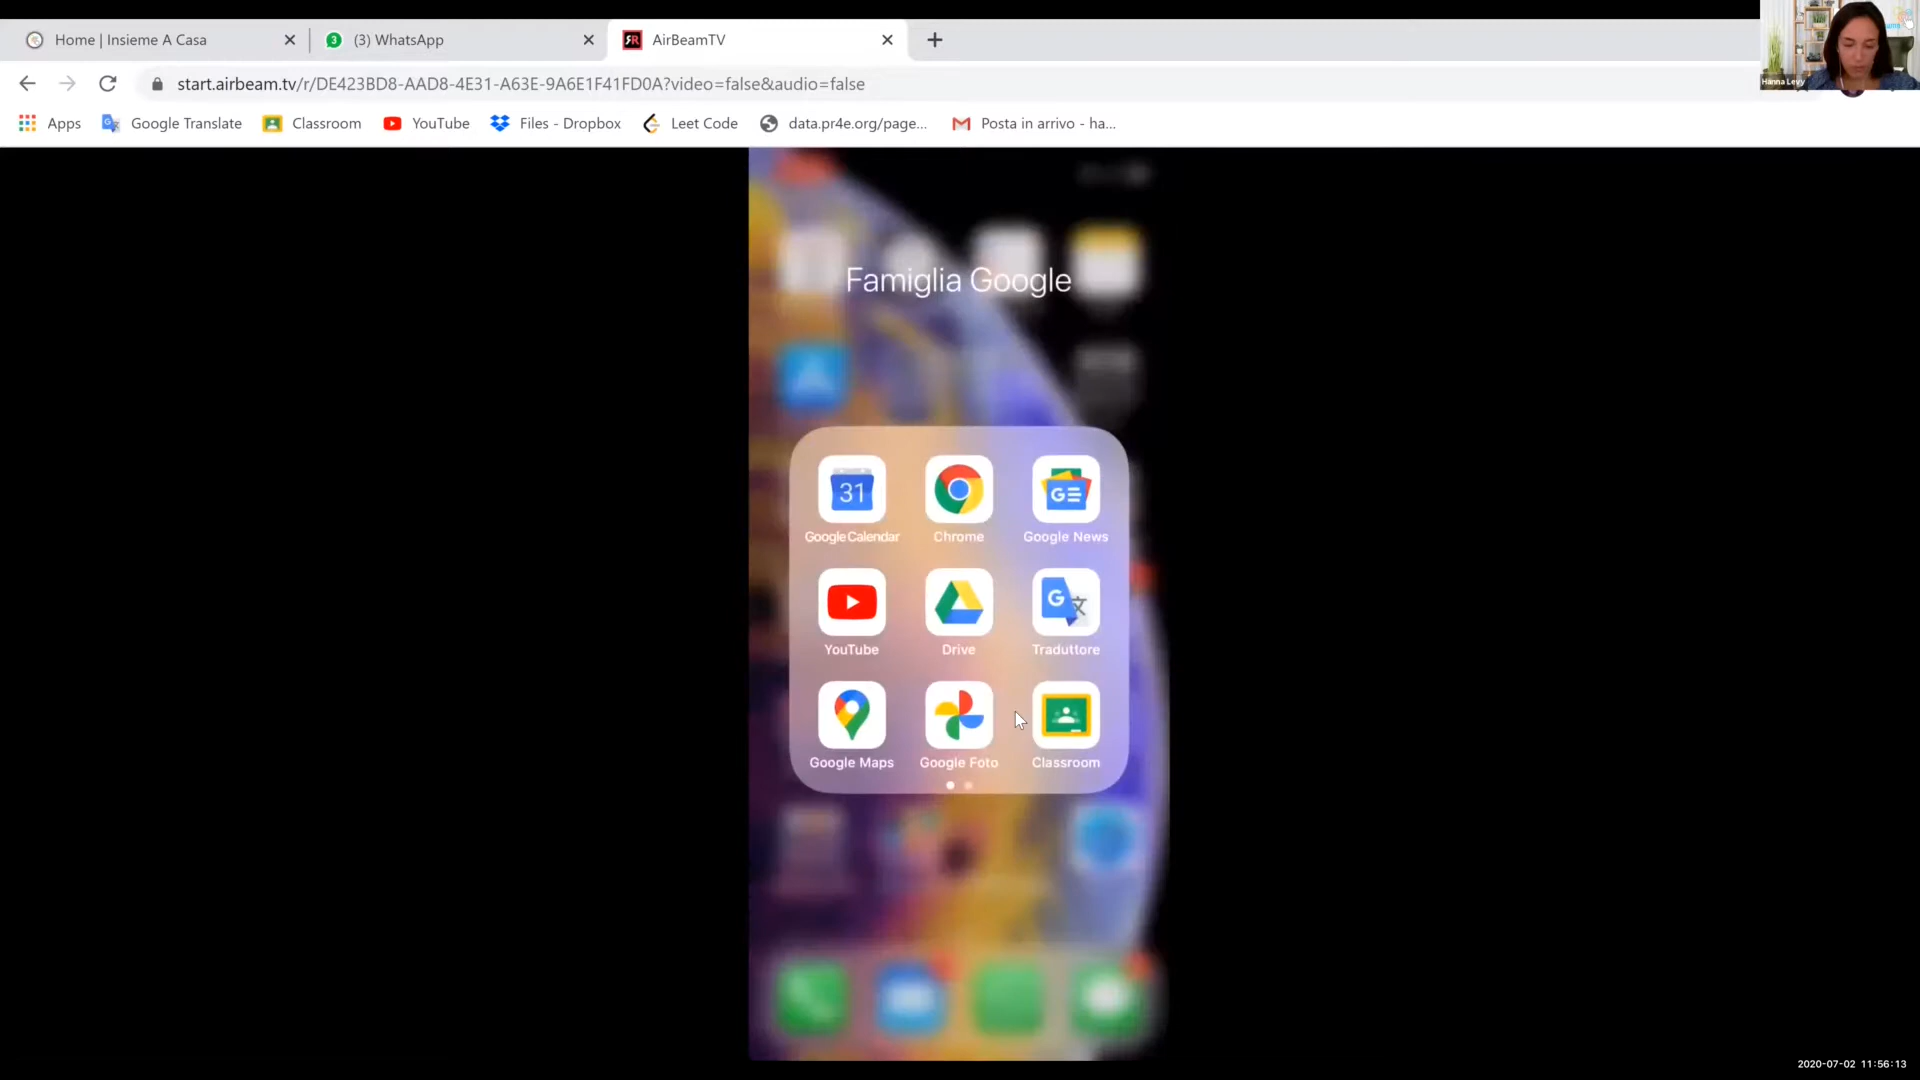 Home | Insieme A Casa
3
(3) WhatsApp
AirBeamTV
start.airbeam.tv/r/DE423BD8-AAD8-4E31-A63E-9A6E1F41FD0A?video=false&audio=false
Hanna Levy
Apps
Google Translate
Classroom
YouTube
Files - Dropbox
Leet Code
data.pr4e.org/page...
Posta in arrivo - ha...
Famiglia Google
31
Google Calendar
Chrome
Google News
YouTube
Drive
Traduttore
Google Maps
Google Foto
Classroom
2020-07-02 11:56:13